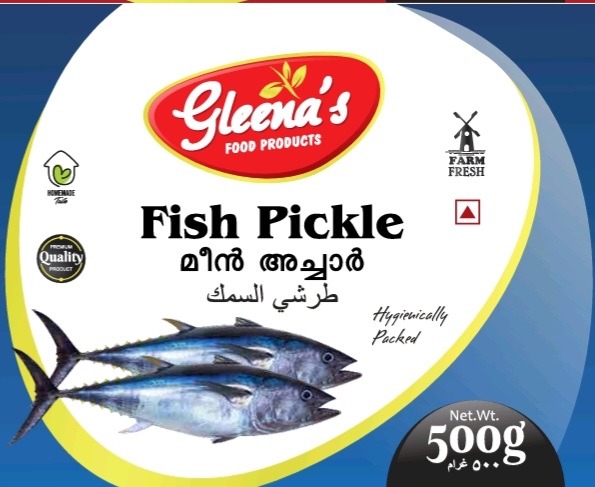 Gleena's
FOOD PRODUCTS
HOMEMADE
Taste
FARM
FRESH
Fish Pickle
മീൻ അച്ചാർ
طرشي السمك
PREMIUM
Quality
PRODUCT
Hygienically
Packed
Net.Wt.
500g
٥٠٠ غرام